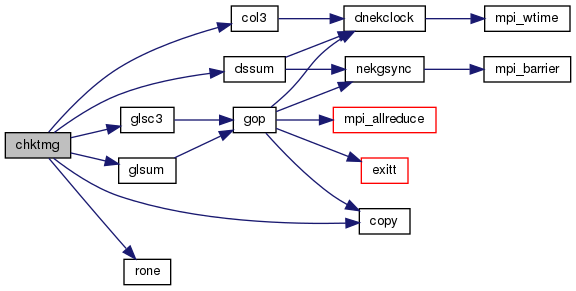 col3
dnekclock
mpi_wtime
dssum
nekgsync
mpi_barrier
glsc3
gop
mpi_allreduce
chktmg
glsum
exitt
copy
rone